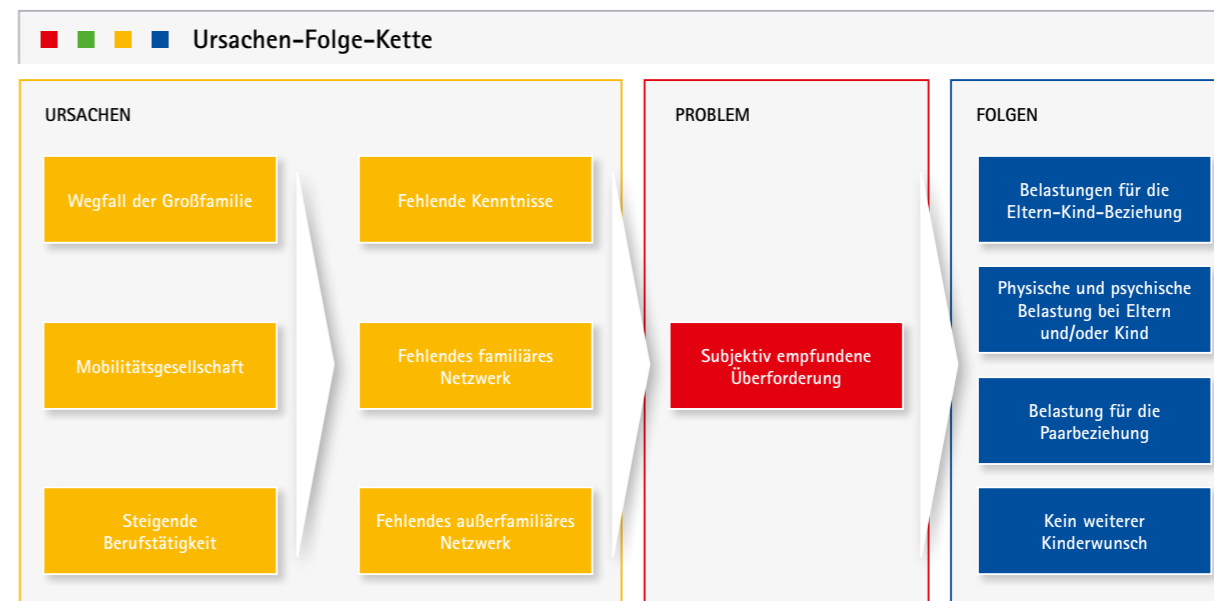 Ursachen-Folge-Kette
URSACHEN
Wegfall der Großfamilie
Mobilitätsgesellschaft
Steigende
Berufstätigkeit
Fehlende Kenntnisse
Fehlendes familiäres
Netzwerk
Fehlendes außerfamiliäres
Netzwerk
PROBLEM
Subjektiv empfundene
Überforderung
FOLGEN
Belastungen für die
Eltern-Kind-Beziehung
Physische und psychische
Belastung bei Eltern
und/oder Kind
Belastung für die
Paarbeziehung
Kein weiterer
Kinderwunsch